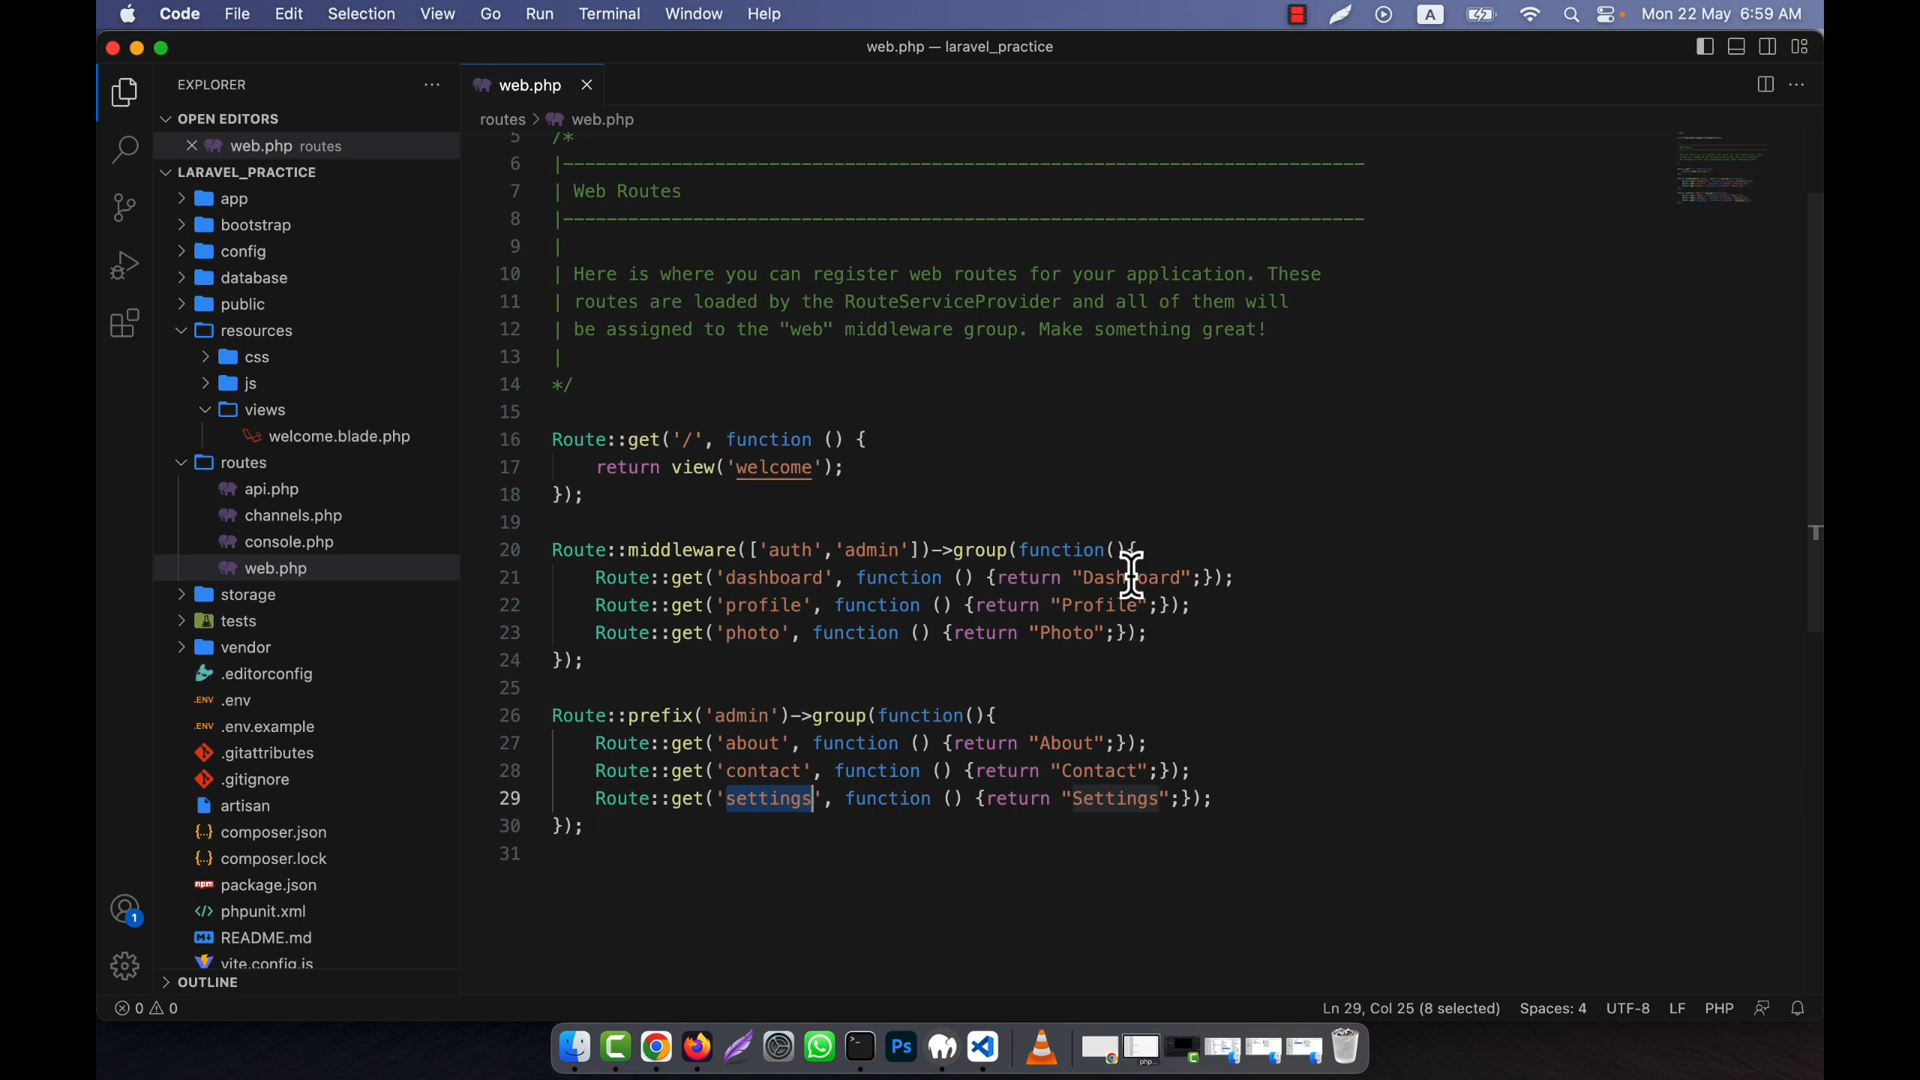 Code File Edit Selection View Go Run Terminal Window Help A Mon 22 May 6:59 AM
web.php — laravel_practice
EXPLORER
web.php
OPEN EDITORS
routes > web.php
web.php routes
LARAVEL_PRACTICE
app
bootstrap
config
database
public
resources
css
js
views
welcome.blade.php
routes
api.php
channels.php
console.php
web.php
storage
tests
vendor
.editorconfig
.ENV .env
.ENV .env.example
.gitattributes
.gitignore
artisan
{..} composer.json
{..} composer.lock
npm package.json
</> phpunit.xml
README.md
vite.config.js
OUTLINE
1
5 /*
6 |--------------------------------------------------------------------------
7 | Web Routes
8 |--------------------------------------------------------------------------
9 |
10 | Here is where you can register web routes for your application. These
11 | routes are loaded by the RouteServiceProvider and all of them will
12 | be assigned to the "web" middleware group. Make something great!
13 |
14 */
15
16 Route::get('/', function () {
17     return view('welcome');
18 });
19
20 Route::middleware(['auth','admin'])->group(function(){
21     Route::get('dashboard', function () {return "Dashboard";});
22     Route::get('profile', function () {return "Profile";});
23     Route::get('photo', function () {return "Photo";});
24 });
25
26 Route::prefix('admin')->group(function(){
27     Route::get('about', function () {return "About";});
28     Route::get('contact', function () {return "Contact";});
29     Route::get('settings', function () {return "Settings";});
30 });
31
0 0
Ln 29, Col 25 (8 selected) Spaces: 4 UTF-8 LF PHP
Ps
php